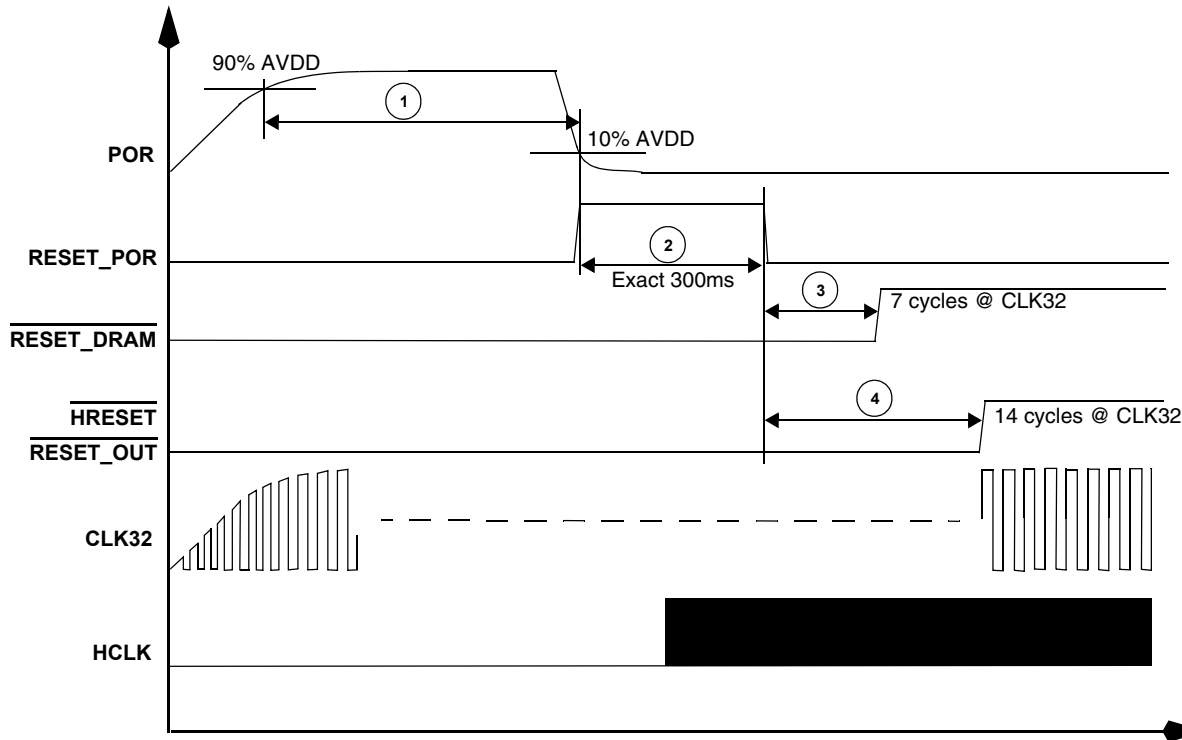 90% AVDD
1
10% AVDD
POR
2
RESET_POR
Exact 300ms
3
7 cycles @ CLK32
RESET_DRAM
4
HRESET
14 cycles @ CLK32
RESET_OUT
CLK32
HCLK